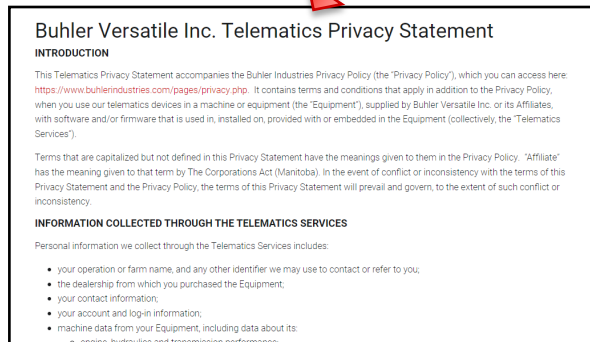 Buhler Versatile Inc. Telematics Privacy Statement
INTRODUCTION
This Telematics Privacy Statement accompanies the Buhler Industries Privacy Policy (the "Privacy Policy"), which you can access here:
https://www.buhlerindustries.com/pages/privacy.php. It contains terms and conditions that apply in addition to the Privacy Policy,
when you use our telematics devices in a machine or equipment (the "Equipment"), supplied by Buhler Versatile Inc. or its Affiliates,
with software and/or firmware that is used in, installed on, provided with or embedded in the Equipment (collectively, the "Telematics
Services").
Terms that are capitalized but not defined in this Privacy Statement have the meanings given to them in the Privacy Policy. "Affiliate"
has the meaning given to that term by The Corporations Act (Manitoba). In the event of conflict or inconsistency with the terms of this
Privacy Statement and the Privacy Policy, the terms of this Privacy Statement will prevail and govern, to the extent of such conflict or
inconsistency.
INFORMATION COLLECTED THROUGH THE TELEMATICS SERVICES
Personal information we collect through the Telematics Services includes:
• your operation or farm name, and any other identifier we may use to contact or refer to you;
• the dealership from which you purchased the Equipment;
• your contact information;
• your account and log-in information;
• machine data from your Equipment, including data about its:
engine, hydraulics and transmission performance;